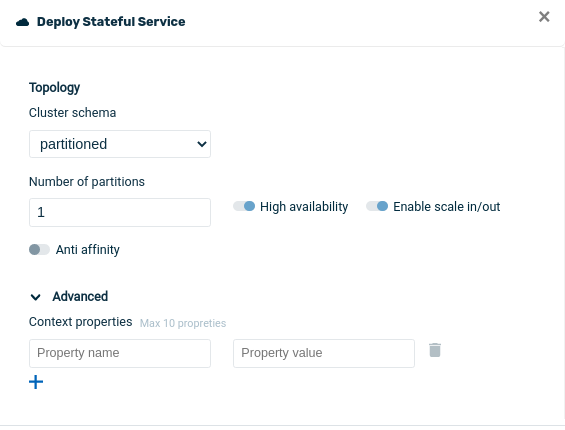 Deploy Stateful Service
Topology
Cluster schema
partitioned
Number of partitions
1
High availability
Enable scale in/out
Anti affinity
Advanced
Context properties Max 10 propreties
Property name
Property value